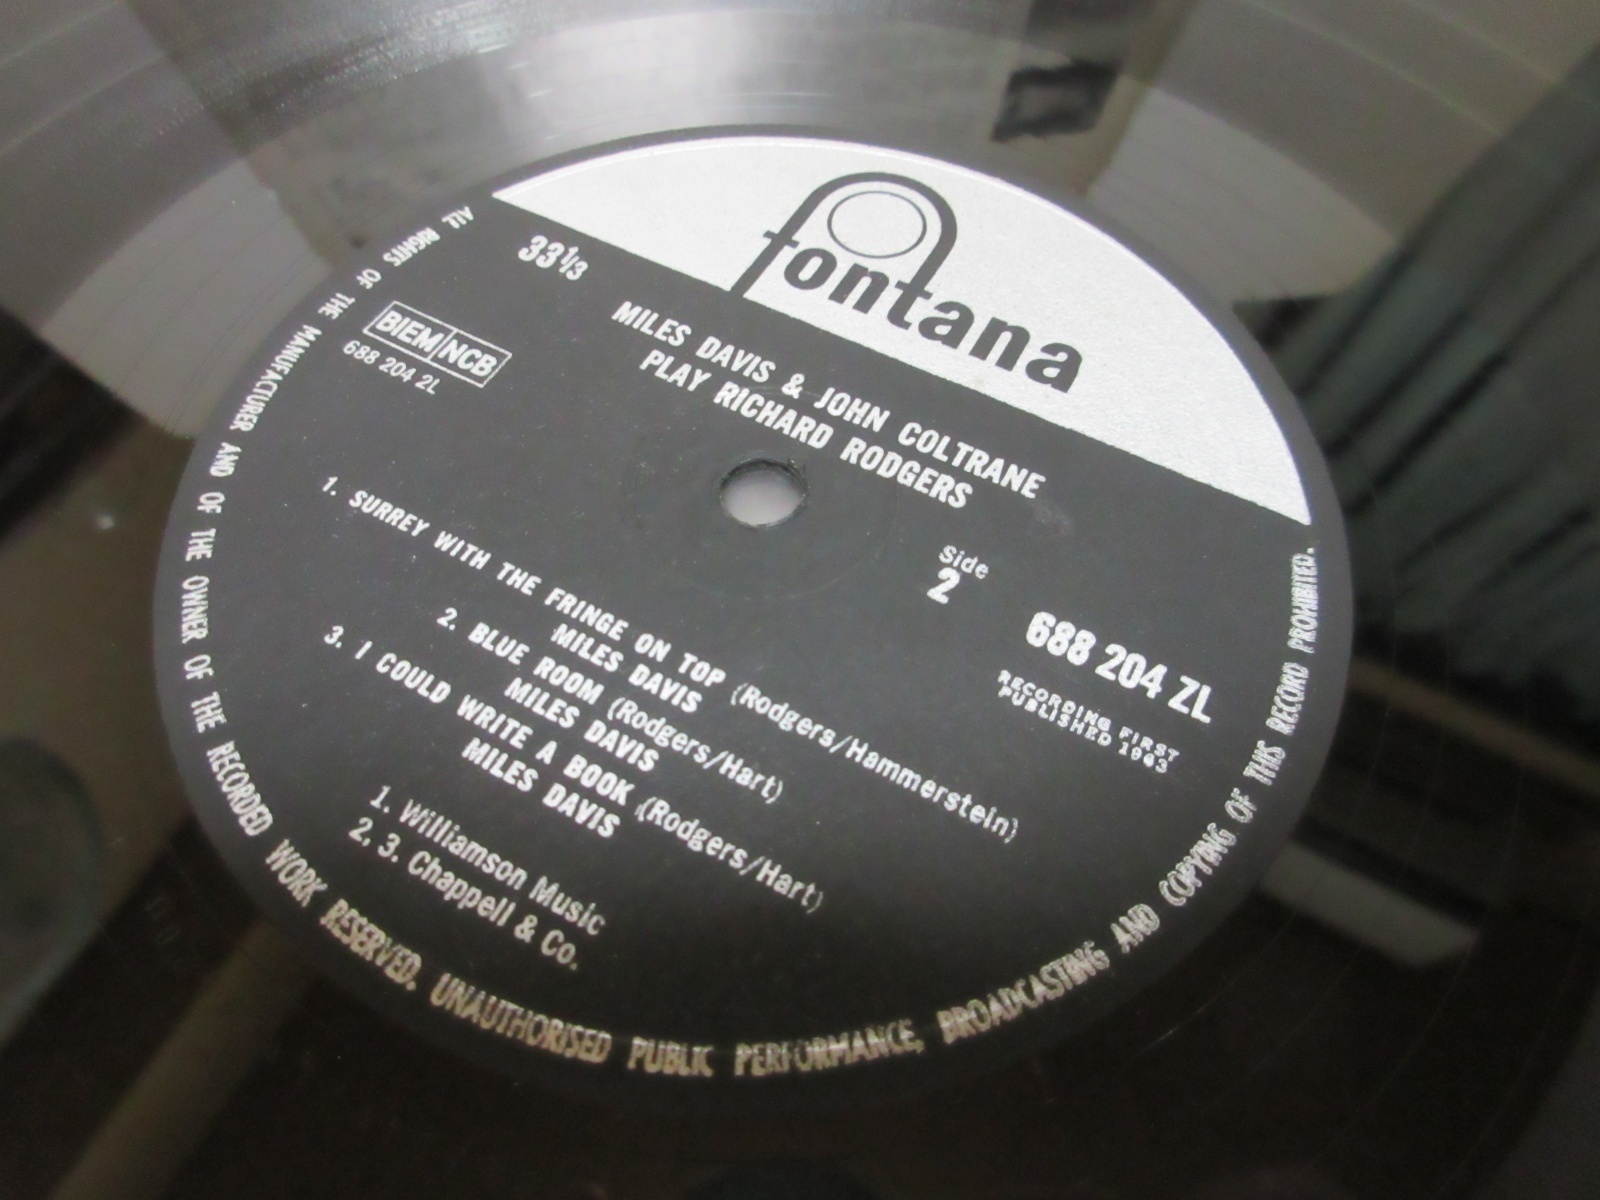 fontana
33⅓
MILES DAVIS & JOHN COLTRANE
PLAY RICHARD RODGERS
BIEM/NCB
688 204 2L
Side
2
688 204 ZL
RECORDING FIRST
PUBLISHED 1963
1. SURREY WITH THE FRINGE ON TOP (Rodgers/Hammerstein)
MILES DAVIS
2. BLUE ROOM (Rodgers/Hart)
MILES DAVIS
3. I COULD WRITE A BOOK (Rodgers/Hart)
MILES DAVIS
1. Williamson Music
2, 3. Chappell & Co.
ALL RIGHTS OF THE MANUFACTURER AND OF THE OWNER OF THE RECORDED WORK RESERVED. UNAUTHORISED PUBLIC PERFORMANCE, BROADCASTING AND COPYING OF THIS RECORD PROHIBITED.